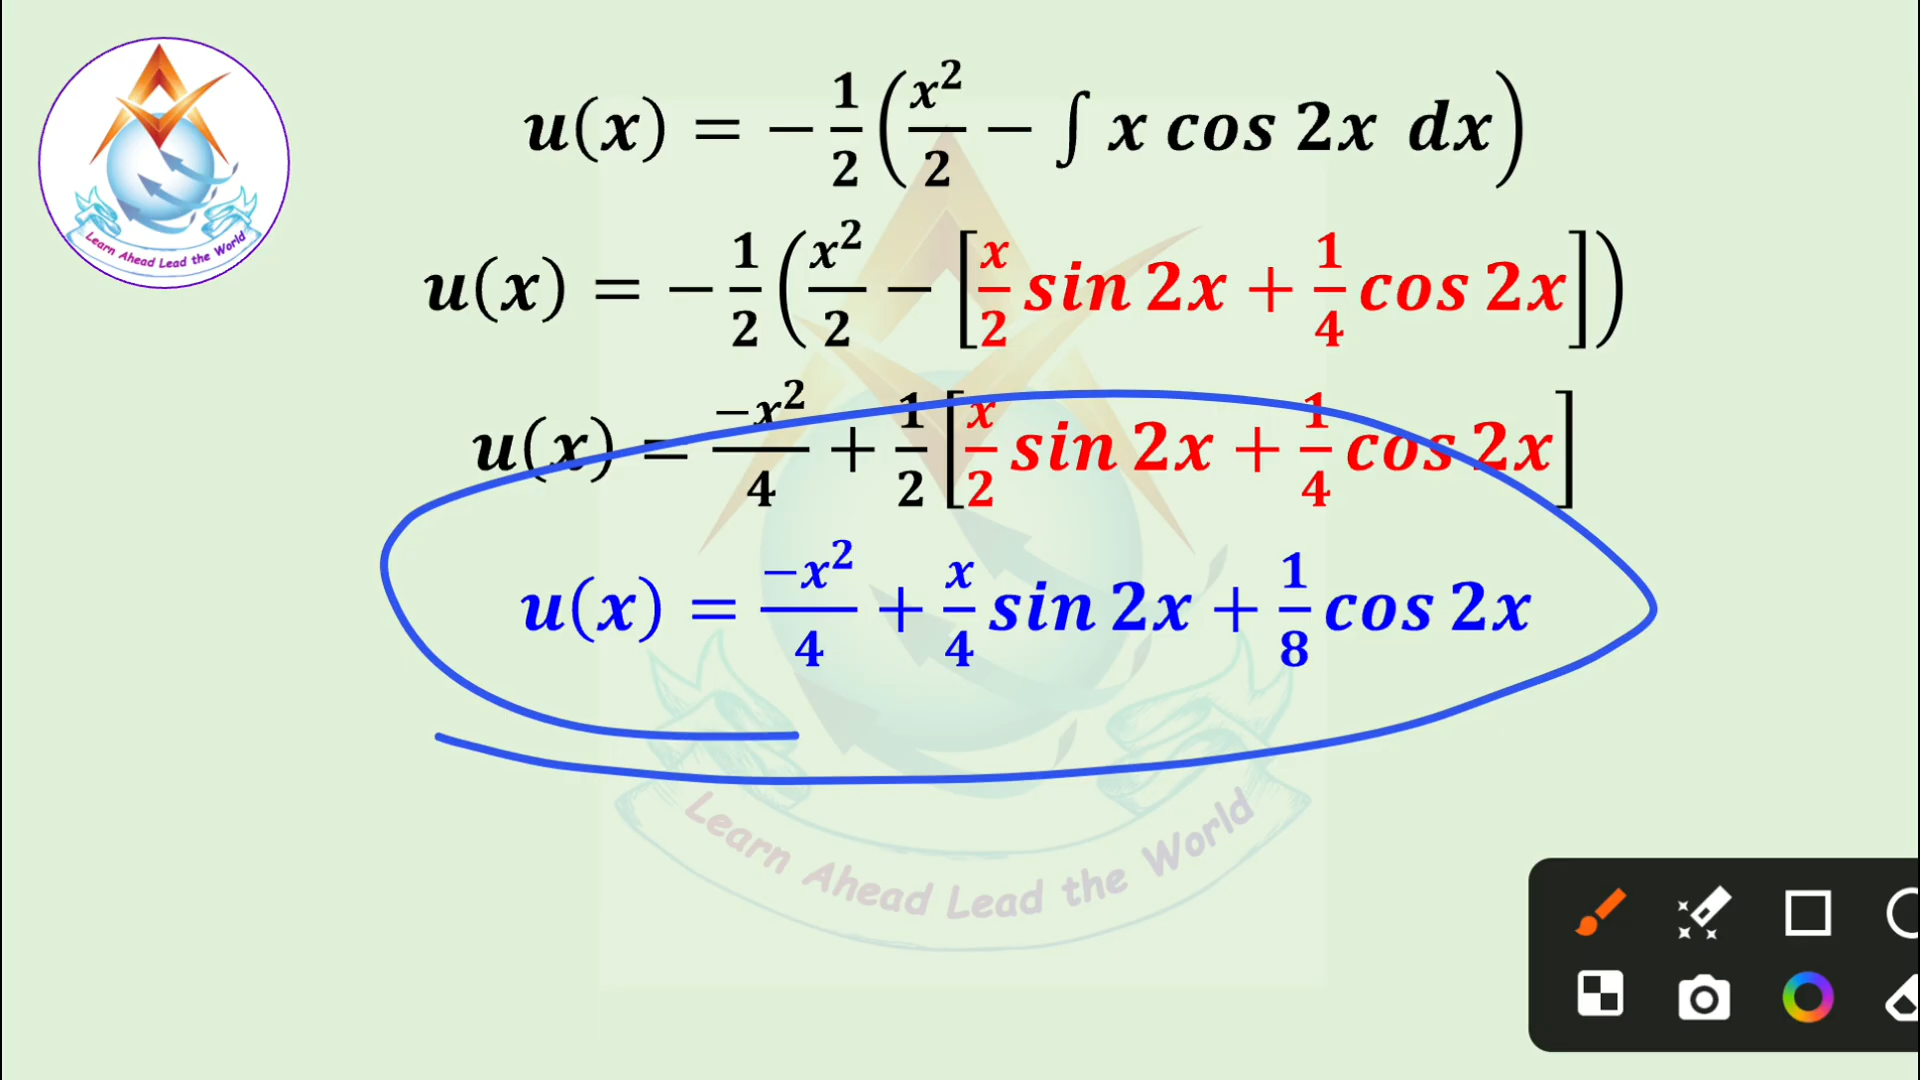 Learn Ahead Lead the World
u(x) = −1/2 (x²/2 − ∫ x cos 2x dx)
u(x) = −1/2 (x²/2 − [x/2 sin 2x + 1/4 cos 2x])
u(x) = −x²/4 + 1/2 [x/2 sin 2x + 1/4 cos 2x]
u(x) = −x²/4 + x/4 sin 2x + 1/8 cos 2x
Learn Ahead Lead the World